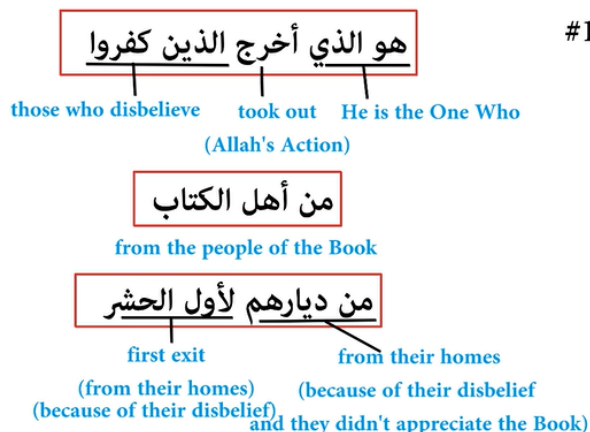 #1
هو الذي أخرج الذين كفروا
those who disbelieve took out He is the One Who
(Allah's Action)
من أهل الكتاب
from the people of the Book
من ديارهم لأول الحشر
first exit from their homes
(from their homes) (because of their disbelief
(because of their disbelief) and they didn't appreciate the Book)